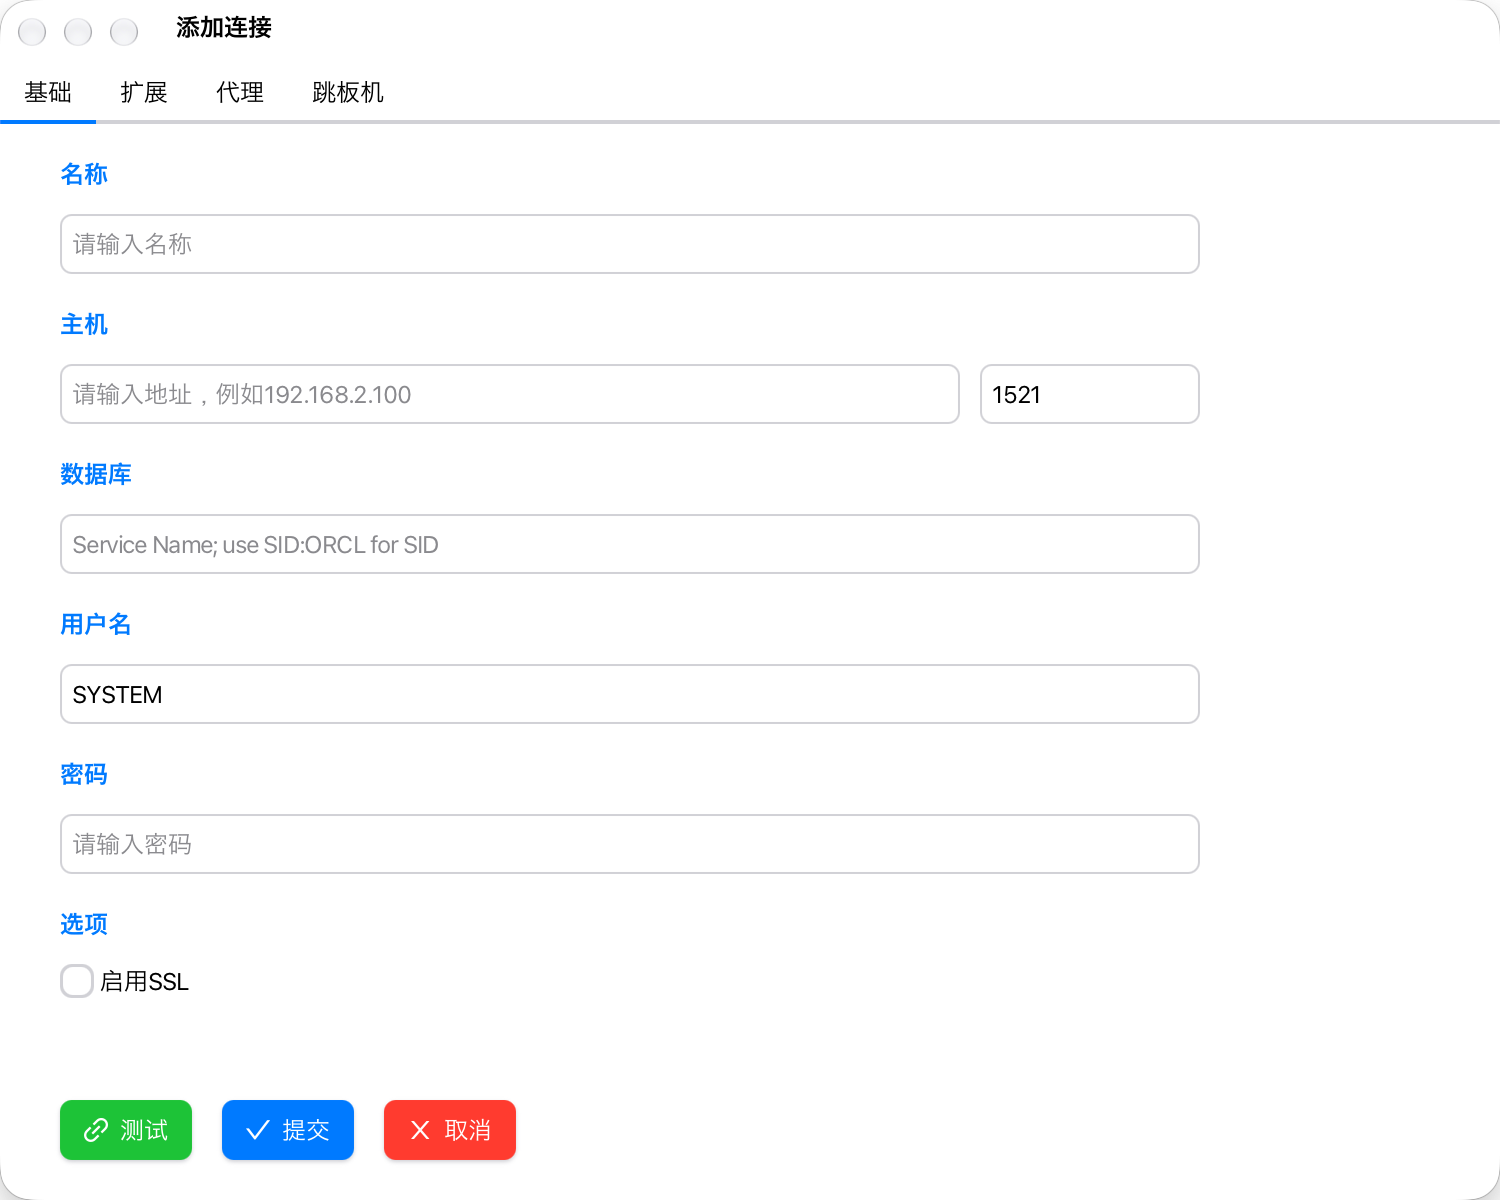 添加连接
基础 扩展 代理 跳板机
名称
请输入名称
主机
请输入地址，例如192.168.2.100 1521
数据库
Service Name; use SID:ORCL for SID
用户名
SYSTEM
密码
请输入密码
选项
启用SSL
测试 提交 取消